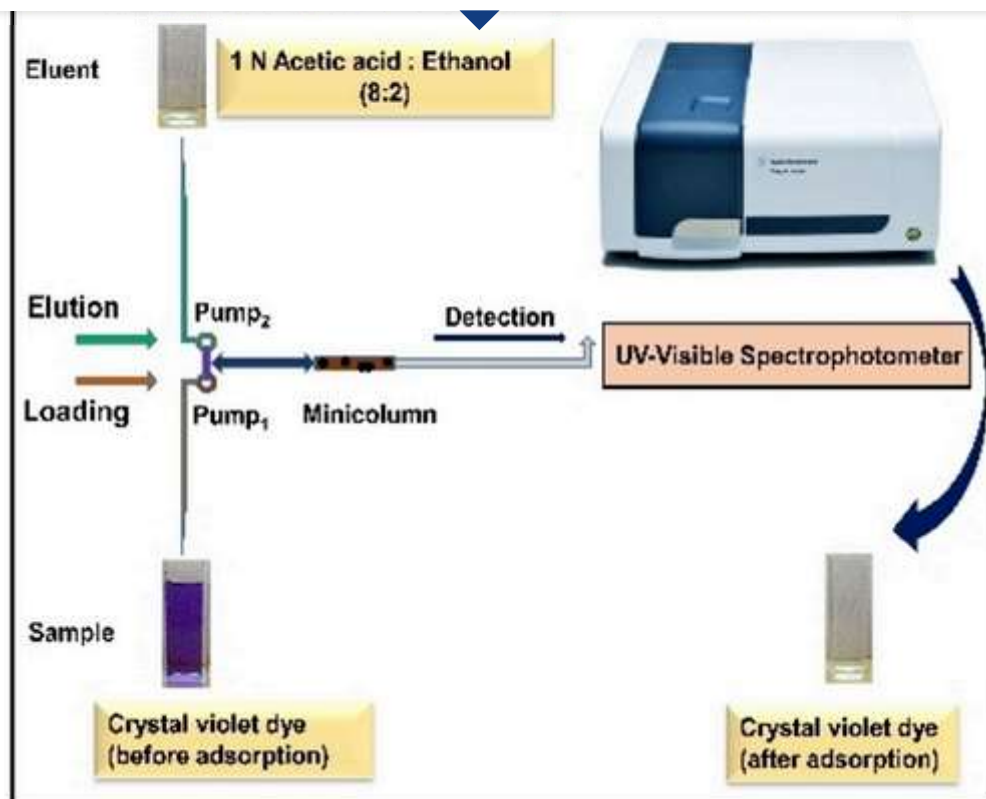 Eluent
1 N Acetic acid : Ethanol
(8:2)
Elution
Pump₂
Detection
UV-Visible Spectrophotometer
Loading
Pump₁
Minicolumn
Sample
Crystal violet dye
(before adsorption)
Crystal violet dye
(after adsorption)